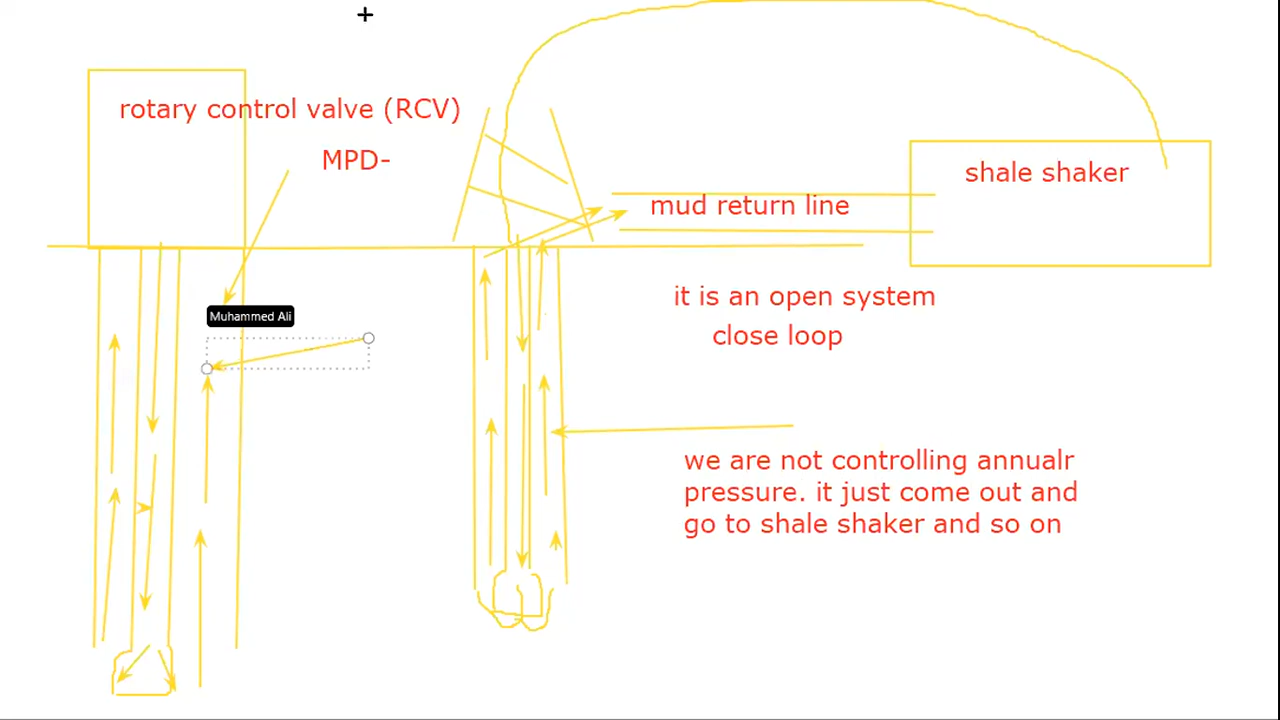 rotary control valve (RCV)
MPD-
shale shaker
mud return line
it is an open system
close loop
Muhammed Ali
we are not controlling annualr
pressure. it just come out and
go to shale shaker and so on